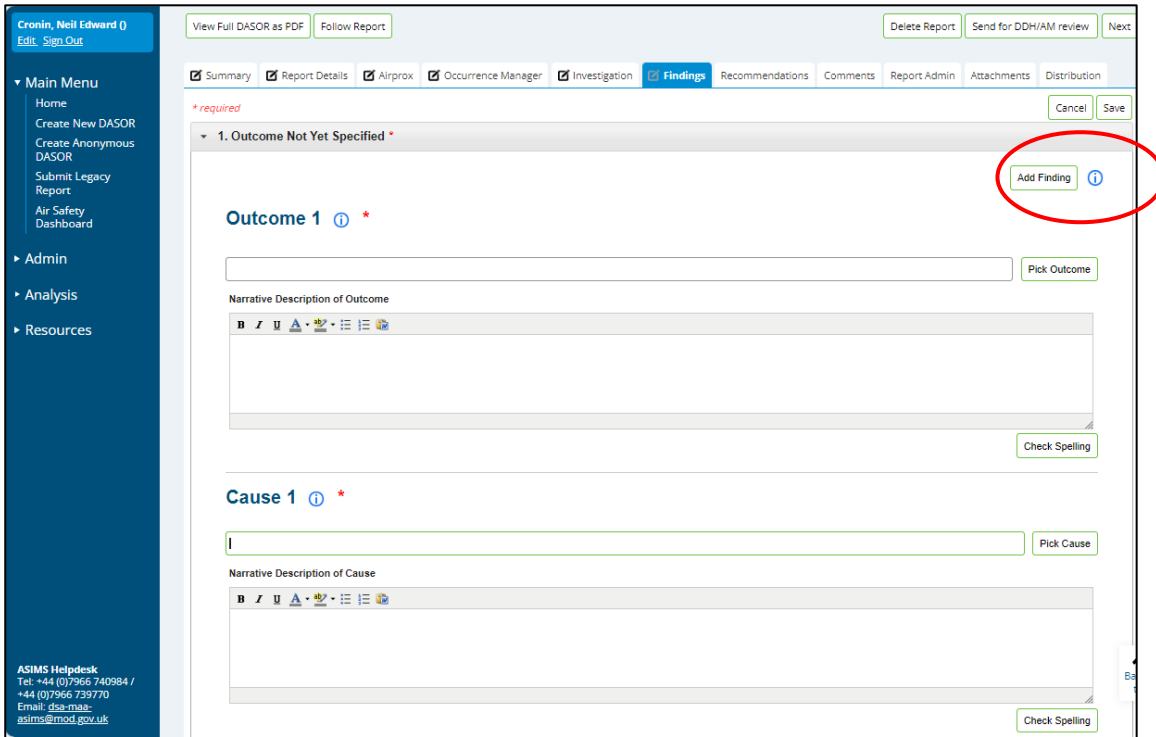 Cronin, Neil Edward ()
Edit Sign Out
Main Menu
Home
Create New DASOR
Create Anonymous
DASOR
Submit Legacy
Report
Air Safety
Dashboard
Admin
Analysis
Resources
ASIMS Helpdesk
Tel: +44 (0)7966 740984 /
+44 (0)7966 739770
Email: dsa-maa-
asims@mod.gov.uk
View Full DASOR as PDF Follow Report Delete Report Send for DDH/AM review Next
Summary Report Details Airprox Occurrence Manager Investigation Findings Recommendations Comments Report Admin Attachments Distribution
* required Cancel Save
1. Outcome Not Yet Specified *
Add Finding
Outcome 1 *
Pick Outcome
Narrative Description of Outcome
B I U A ab
Check Spelling
Cause 1 *
Pick Cause
Narrative Description of Cause
B I U A ab
Check Spelling